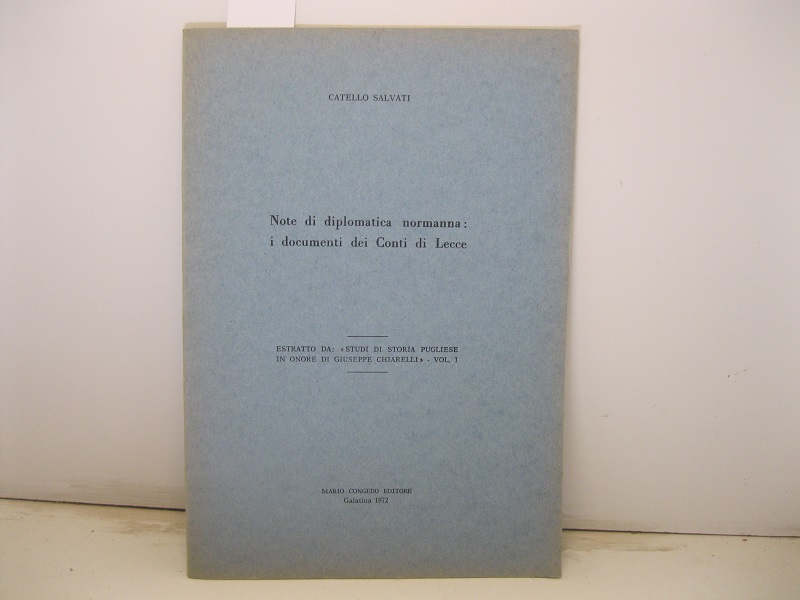 CATELLO SALVATI
Note di diplomatica normanna:
i documenti dei Conti di Lecce
ESTRATTO DA: «STUDI DI STORIA PUGLIESE
IN ONORE DI GIUSEPPE CHIARELLI» - VOL. I
MARIO CONGEDO EDITORE
Galatina 1972